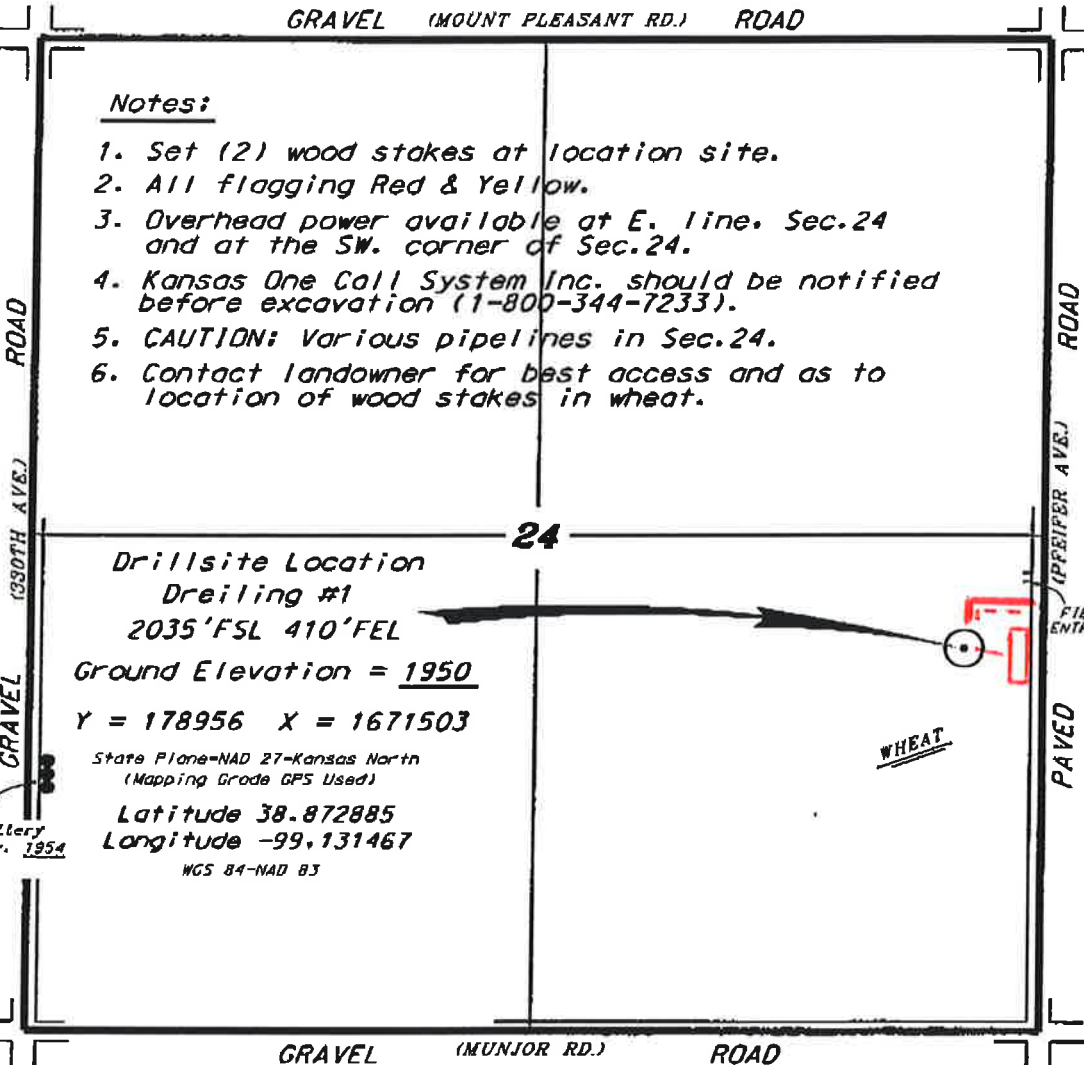 GRAVEL (MOUNT PLEASANT RD.) ROAD
Notes:
1. Set (2) wood stakes at location site.
2. All flagging Red & Yellow.
3. Overhead power available at E. line. Sec.24
and at the SW. corner of Sec.24.
4. Kansas One Call System Inc. should be notified
before excavation (1-800-344-7233).
5. CAUTION: Various pipelines in Sec.24.
6. Contact landowner for best access and as to
location of wood stakes in wheat.
GRAVEL (330TH AVE.) ROAD
PAVED (PFEIFER AVE.) ROAD
24
Drillsite Location
Dreiling #1
2035'FSL 410'FEL
Ground Elevation = 1950
Y = 178956 X = 1671503
State Plane-NAD 27-Kansas North
(Mapping Grade GPS Used)
Latitude 38.872885
Longitude -99.131467
WGS 84-NAD 83
1954
WHEAT
GRAVEL (MUNJOR RD.) ROAD